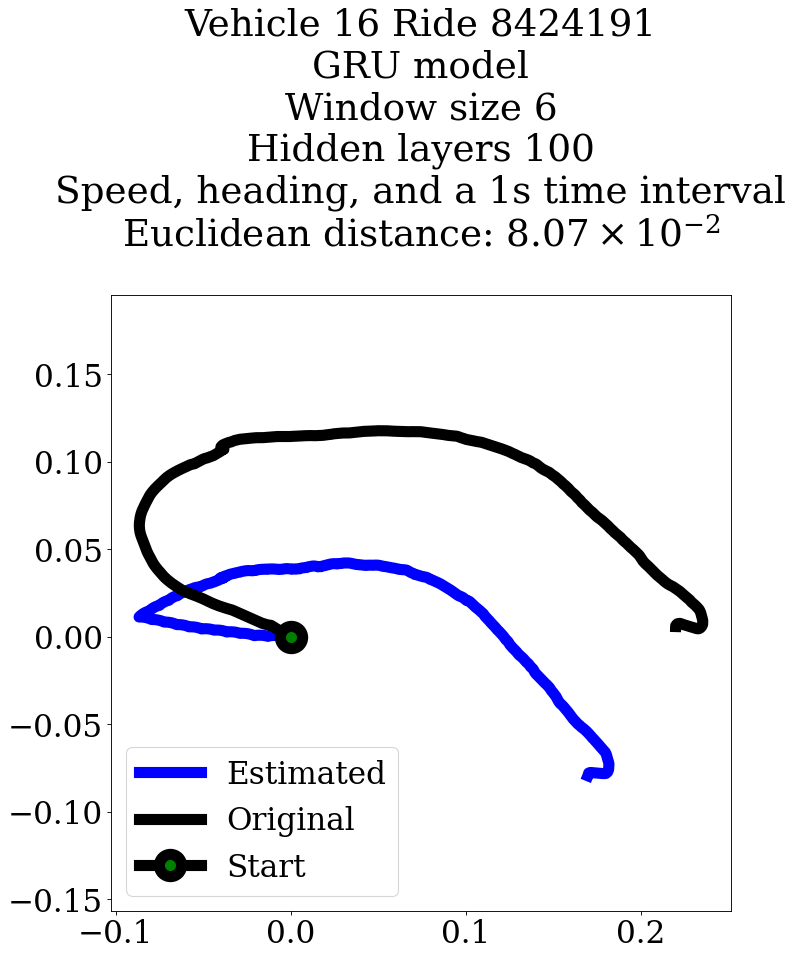 Vehicle 16 Ride 8424191
GRU model
Window size 6
Hidden layers 100
Speed, heading, and a 1s time interval
Euclidean distance: 8.07 × 10⁻²
0.15
0.10
0.05
0.00
−0.05
−0.10
−0.15
Estimated
Original
Start
−0.1 0.0 0.1 0.2